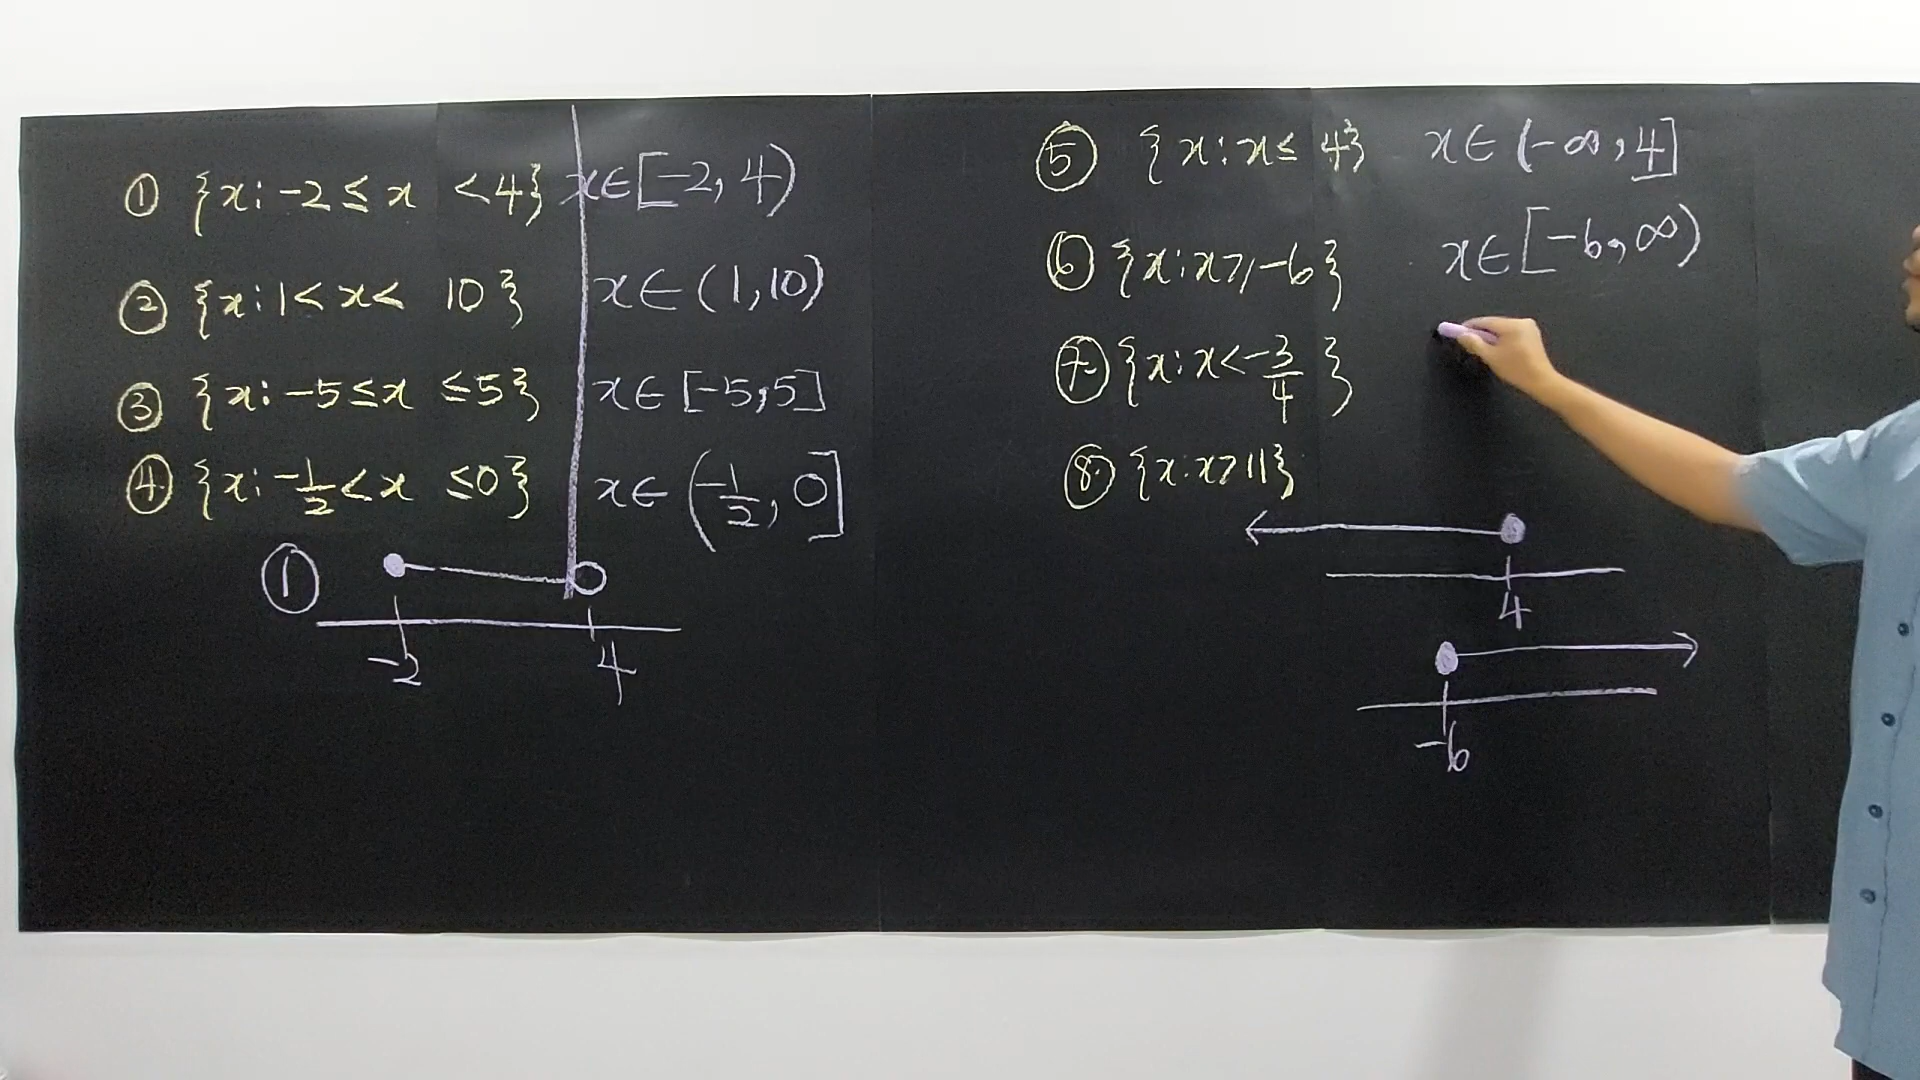 ① {x: -2 ≤ x < 4} x∈[-2, 4)
② {x: 1 < x < 10} x∈(1, 10)
③ {x: -5 ≤ x ≤ 5} x∈[-5, 5]
④ {x: -1/2 < x ≤ 0} x∈(-1/2, 0]
①
-2 4
⑤ {x: x ≤ 4} x∈(-∞, 4]
⑥ {x: x ≥ -6} x∈[-6, ∞)
⑦ {x: x < -3/4}
⑧ {x: x > 11}
4
-6